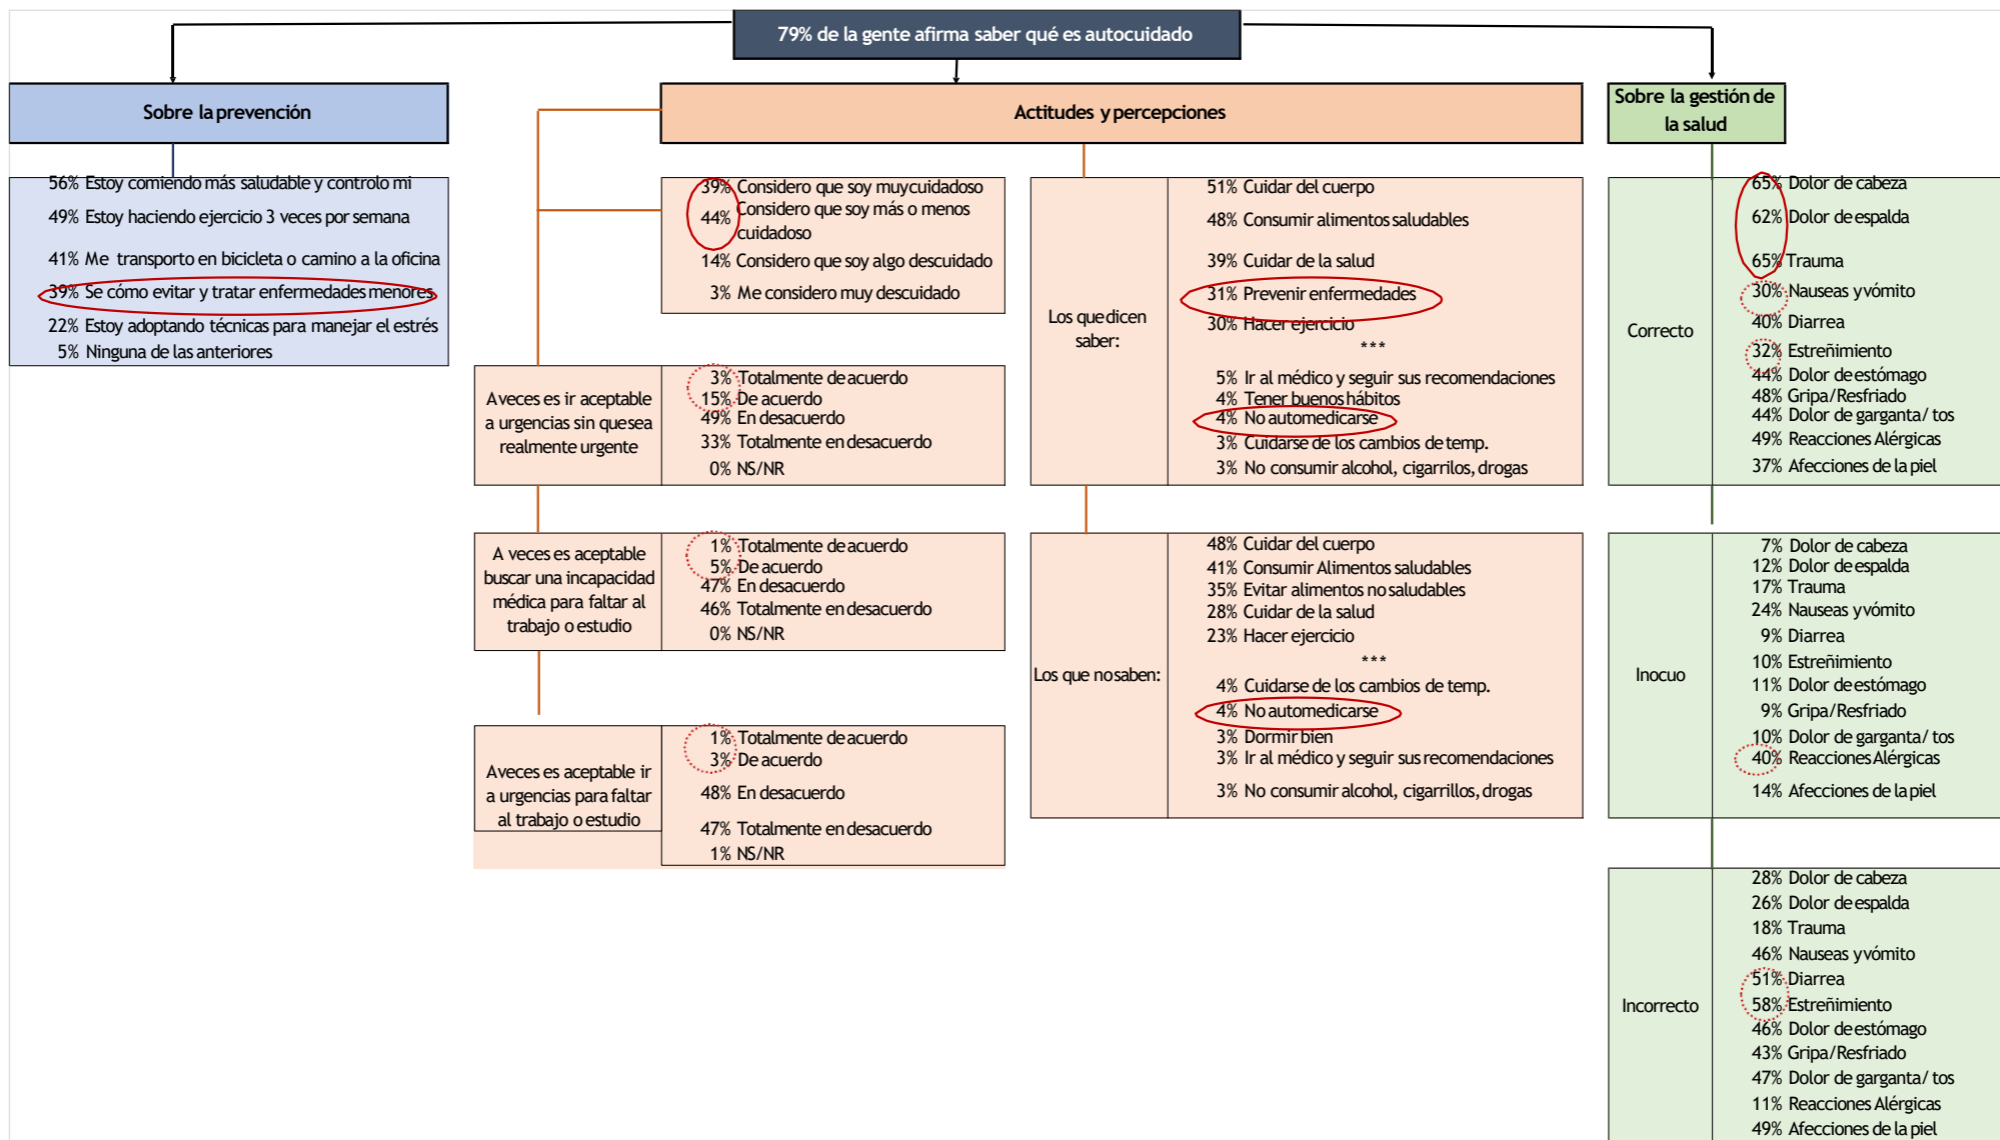 79% de la gente afirma saber qué es autocuidado
Sobre la prevención
56% Estoy comiendo más saludable y controlo mi
49% Estoy haciendo ejercicio 3 veces por semana
41% Me transporto en bicicleta o camino a la oficina
39% Se cómo evitar y tratar enfermedades menores
22% Estoy adoptando técnicas para manejar el estrés
5% Ninguna de las anteriores
Actitudes y percepciones
39% Considero que soy muy cuidadoso
44% Considero que soy más o menos
cuidadoso
14% Considero que soy algo descuidado
3% Me considero muy descuidado
A veces es ir aceptable
a urgencias sin que sea
realmente urgente
3% Totalmente de acuerdo
15% De acuerdo
49% En desacuerdo
33% Totalmente en desacuerdo
0% NS/NR
A veces es aceptable
buscar una incapacidad
médica para faltar al
trabajo o estudio
1% Totalmente de acuerdo
5% De acuerdo
47% En desacuerdo
46% Totalmente en desacuerdo
0% NS/NR
A veces es aceptable ir
a urgencias para faltar
al trabajo o estudio
1% Totalmente de acuerdo
3% De acuerdo
48% En desacuerdo
47% Totalmente en desacuerdo
1% NS/NR
Los que dicen
saber:
51% Cuidar del cuerpo
48% Consumir alimentos saludables
39% Cuidar de la salud
31% Prevenir enfermedades
30% Hacer ejercicio
***
5% Ir al médico y seguir sus recomendaciones
4% Tener buenos hábitos
4% No automedicarse
3% Cuidarse de los cambios de temp.
3% No consumir alcohol, cigarrilos, drogas
Los que no saben:
48% Cuidar del cuerpo
41% Consumir Alimentos saludables
35% Evitar alimentos no saludables
28% Cuidar de la salud
23% Hacer ejercicio
***
4% Cuidarse de los cambios de temp.
4% No automedicarse
3% Dormir bien
3% Ir al médico y seguir sus recomendaciones
3% No consumir alcohol, cigarrillos, drogas
Sobre la gestión de
la salud
Correcto
65% Dolor de cabeza
62% Dolor de espalda
65% Trauma
30% Nauseas y vómito
40% Diarrea
32% Estreñimiento
44% Dolor de estómago
48% Gripa/Resfriado
44% Dolor de garganta/ tos
49% Reacciones Alérgicas
37% Afecciones de la piel
Inocuo
7% Dolor de cabeza
12% Dolor de espalda
17% Trauma
24% Nauseas y vómito
9% Diarrea
10% Estreñimiento
11% Dolor de estómago
9% Gripa/Resfriado
10% Dolor de garganta/ tos
40% Reacciones Alérgicas
14% Afecciones de la piel
Incorrecto
28% Dolor de cabeza
26% Dolor de espalda
18% Trauma
46% Nauseas y vómito
51% Diarrea
58% Estreñimiento
46% Dolor de estómago
43% Gripa/Resfriado
47% Dolor de garganta/ tos
11% Reacciones Alérgicas
49% Afecciones de la piel